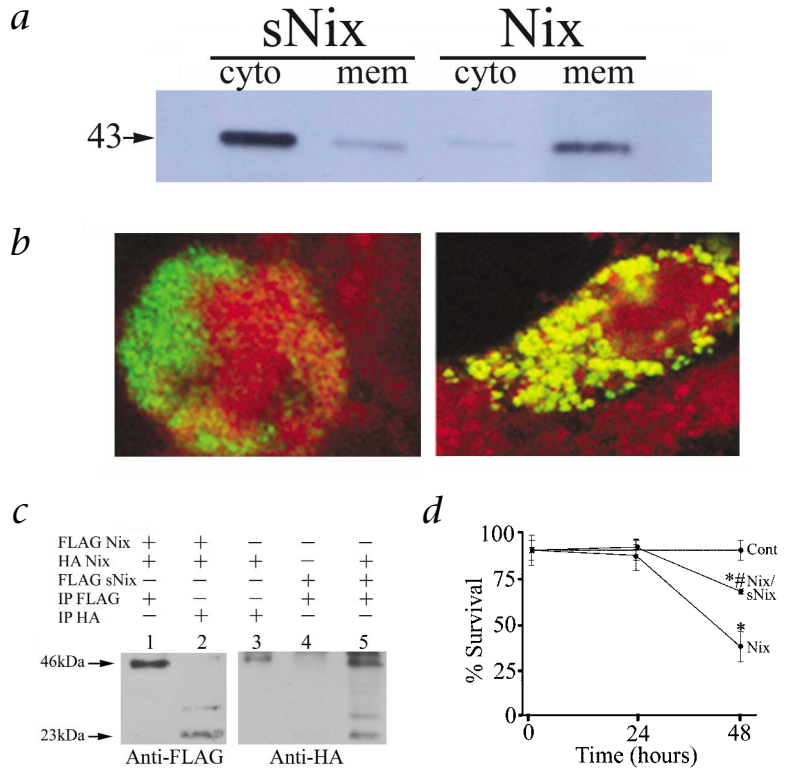 a
sNix Nix
cyto mem cyto mem
43
b
c
FLAG Nix + + − − −
HA Nix + + + − +
FLAG sNix − − − + +
IP FLAG + − − + +
IP HA − + + − −
1 2 3 4 5
46kDa
23kDa
Anti-FLAG Anti-HA
d
% Survival
100
75
50
25
0
0 24 48
Time (hours)
Cont
*# Nix/
sNix
*
Nix